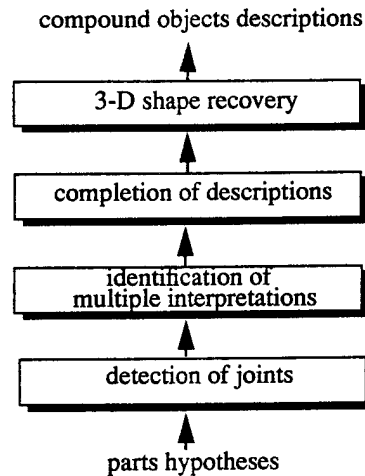 compound objects descriptions
3-D shape recovery
completion of descriptions
identification of
multiple interpretations
detection of joints
parts hypotheses